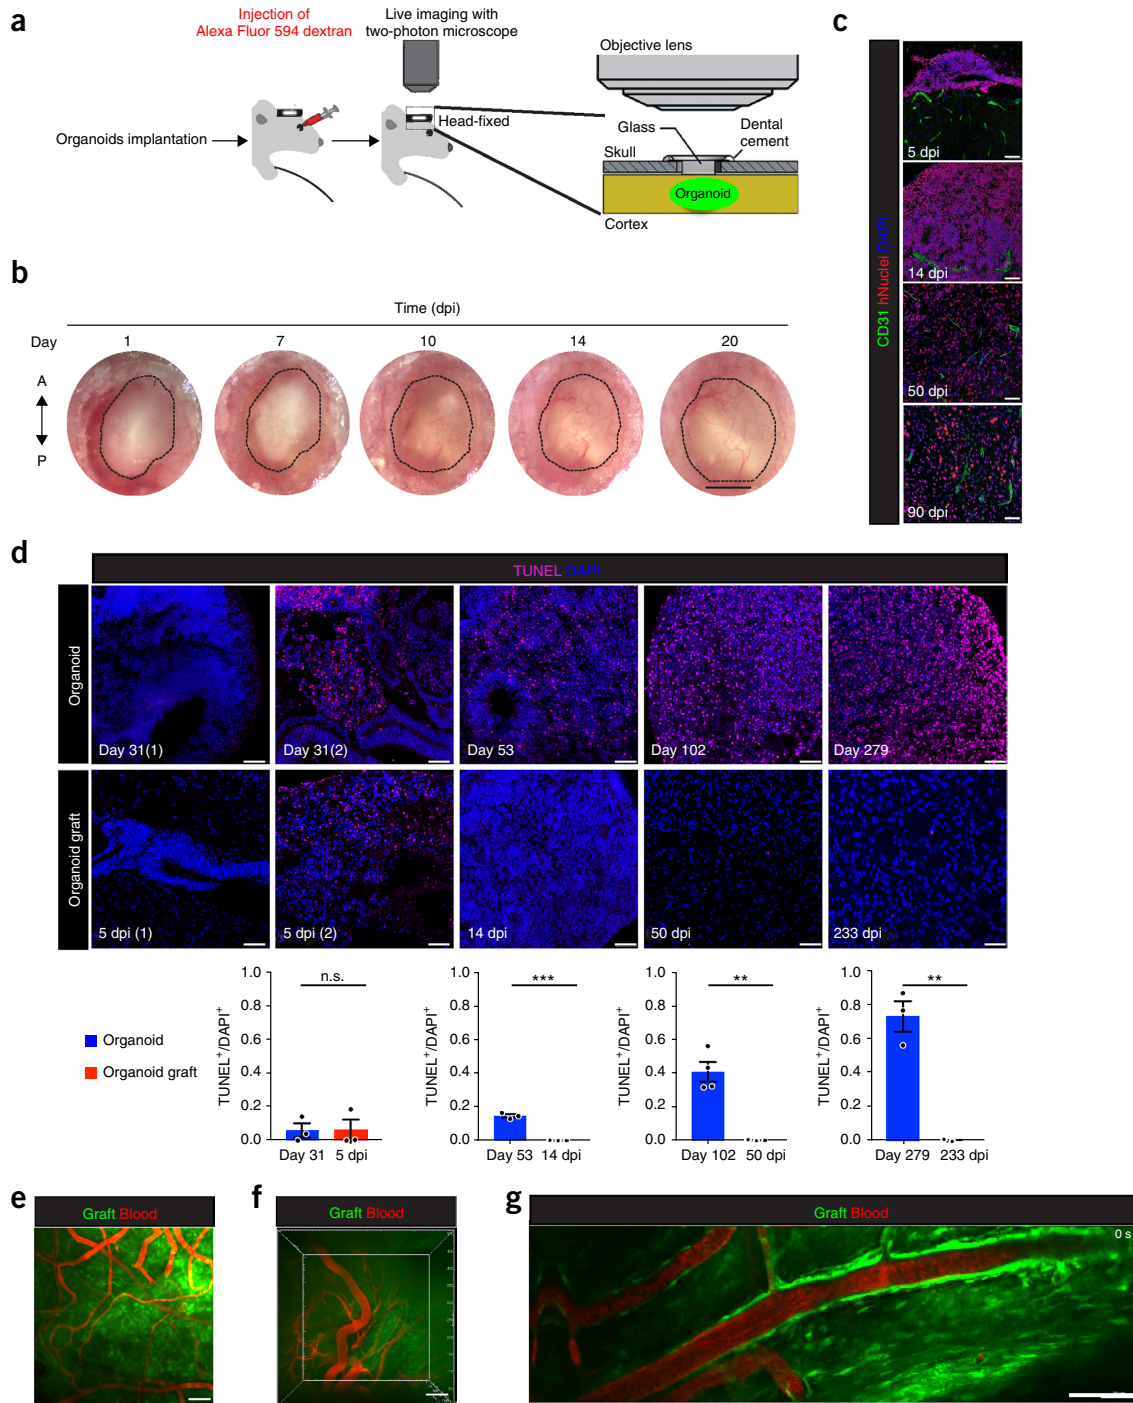 a
Injection of
Alexa Fluor 594 dextran
Live imaging with
two-photon microscope
Objective lens
Organoids implantation
Head-fixed
Glass
Dental
cement
Skull
Organoid
Cortex
b
Time (dpi)
Day 1 7 10 14 20
A
P
c
CD31 hNuclei DAPI
5 dpi
14 dpi
50 dpi
90 dpi
d
TUNEL DAPI
Organoid
Day 31(1) Day 31(2) Day 53 Day 102 Day 279
Organoid graft
5 dpi (1) 5 dpi (2) 14 dpi 50 dpi 233 dpi
Organoid
Organoid graft
TUNEL⁺/DAPI⁺
1.0
0.8
0.6
0.4
0.2
0.0
n.s.
Day 31 5 dpi
TUNEL⁺/DAPI⁺
1.0
0.8
0.6
0.4
0.2
0.0
***
Day 53 14 dpi
TUNEL⁺/DAPI⁺
1.0
0.8
0.6
0.4
0.2
0.0
**
Day 102 50 dpi
TUNEL⁺/DAPI⁺
1.0
0.8
0.6
0.4
0.2
0.0
**
Day 279 233 dpi
e
Graft Blood
f
Graft Blood
g
Graft Blood
0 s